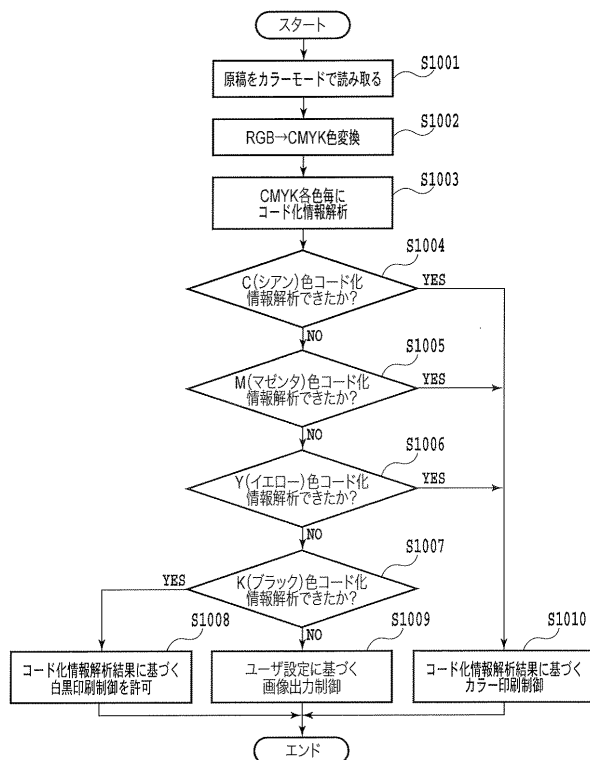 スタート
S1001
原稿をカラーモードで読み取る
S1002
RGB→CMYK色変換
S1003
CMYK各色毎に
コード化情報解析
S1004
C(シアン)色コード化
情報解析できたか?
YES
NO
S1005
M(マゼンタ)色コード化
情報解析できたか?
YES
NO
S1006
Y(イエロー)色コード化
情報解析できたか?
YES
NO
S1007
K(ブラック)色コード化
情報解析できたか?
YES
NO
S1008
コード化情報解析結果に基づく
白黒印刷制御を許可
S1009
ユーザ設定に基づく
画像出力制御
S1010
コード化情報解析結果に基づく
カラー印刷制御
エンド